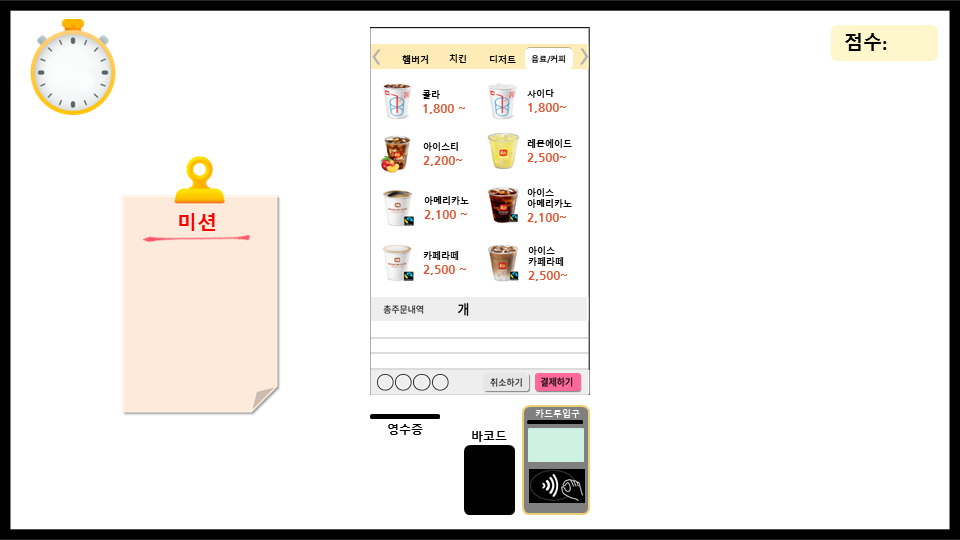 점수:
햄버거 치킨 디저트 음료/커피
콜라
1,800 ~
사이다
1,800~
아이스티
2,200~
레몬에이드
2,500~
아메리카노
2,100 ~
아이스
아메리카노
2,100~
카페라떼
2,500 ~
아이스
카페라떼
2,500~
미션
총주문내역 개
취소하기 결제하기
영수증
바코드
카드투입구